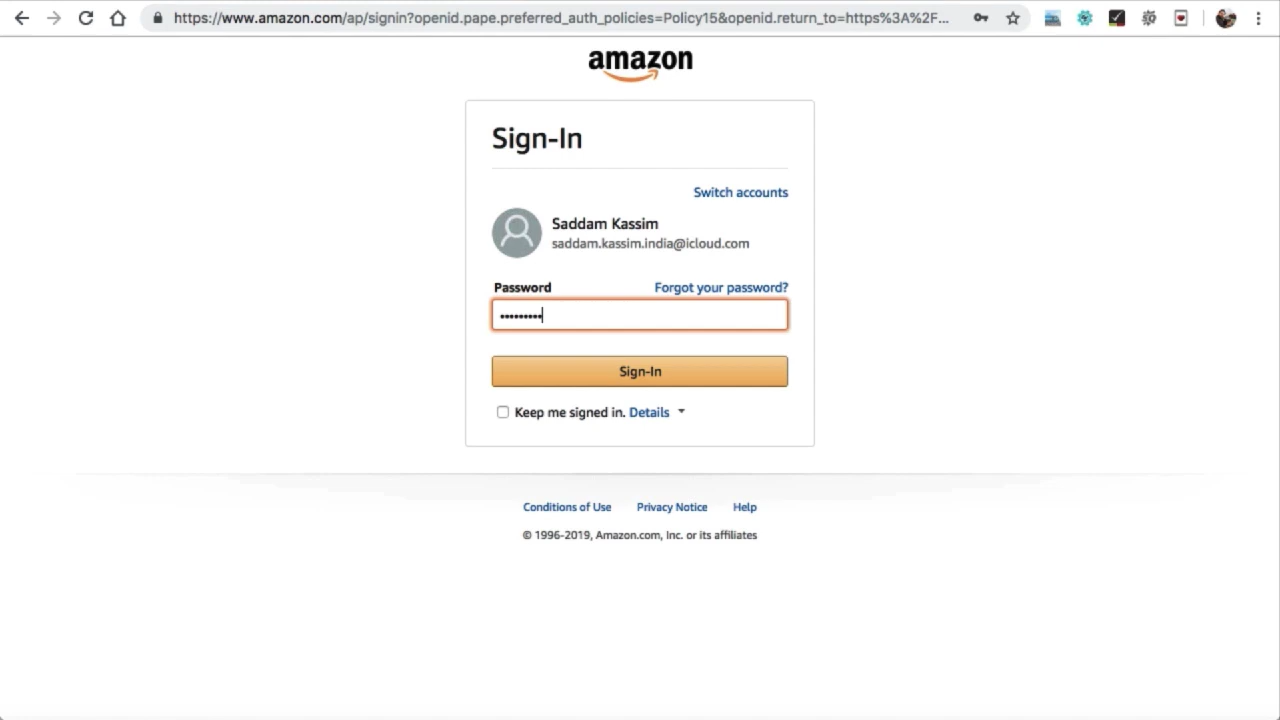 https://www.amazon.com/ap/signin?openid.pape.preferred_auth_policies=Policy15&openid.return_to=https%3A%2F...
amazon
Sign-In
Switch accounts
Saddam Kassim
saddam.kassim.india@icloud.com
Password Forgot your password?
•••••••••
Sign-In
Keep me signed in. Details
Conditions of Use Privacy Notice Help
© 1996-2019, Amazon.com, Inc. or its affiliates